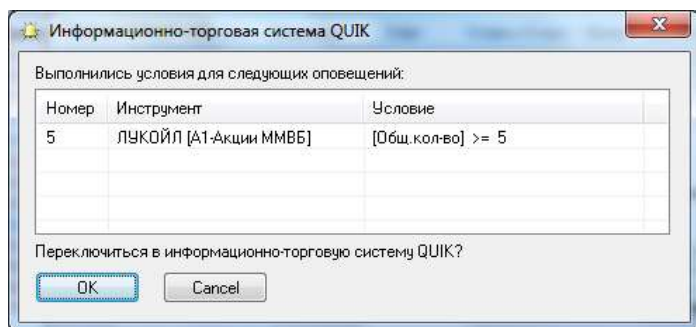 Информационно-торговая система QUIK
Выполнились условия для следующих оповещений:
Номер Инструмент Условие
5 ЛУКОЙЛ [А1-Акции ММВБ] [Общ.кол-во] >= 5
Переключиться в информационно-торговую систему QUIK?
OK Cancel